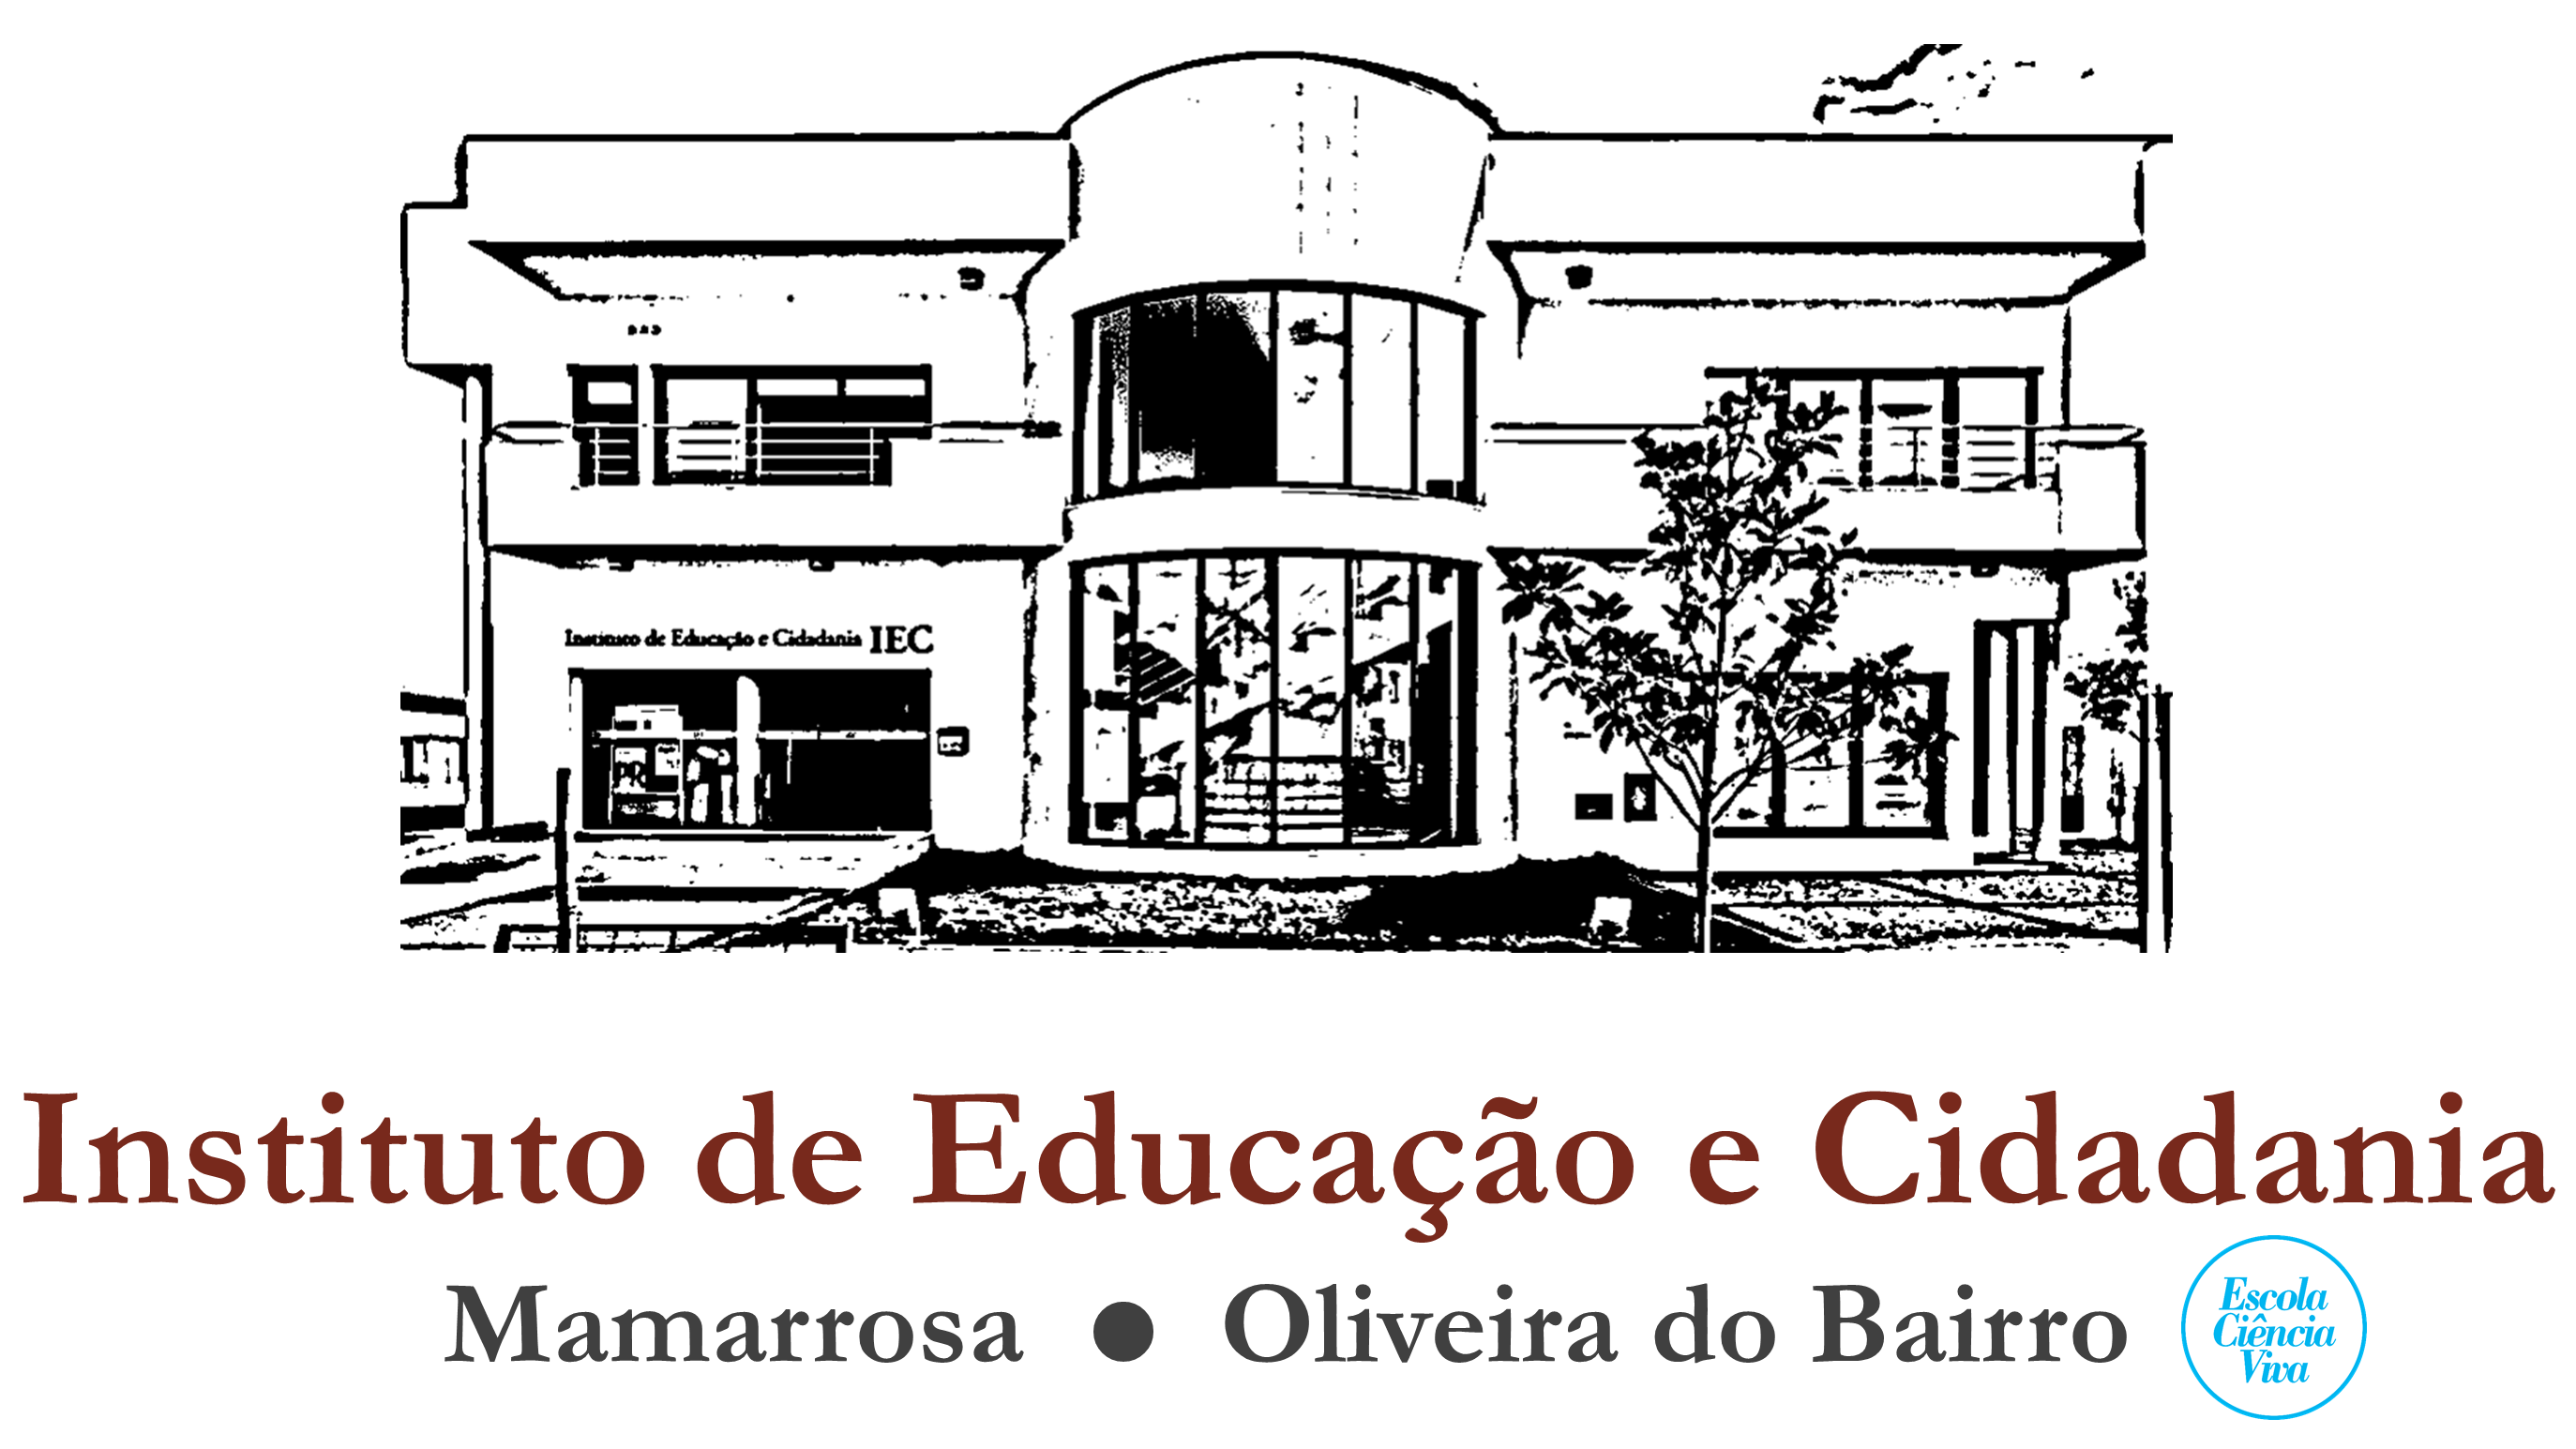 Instituto de Educação e Cidadania IEC
Instituto de Educação e Cidadania
Mamarrosa ● Oliveira do Bairro
Escola
Ciência
Viva